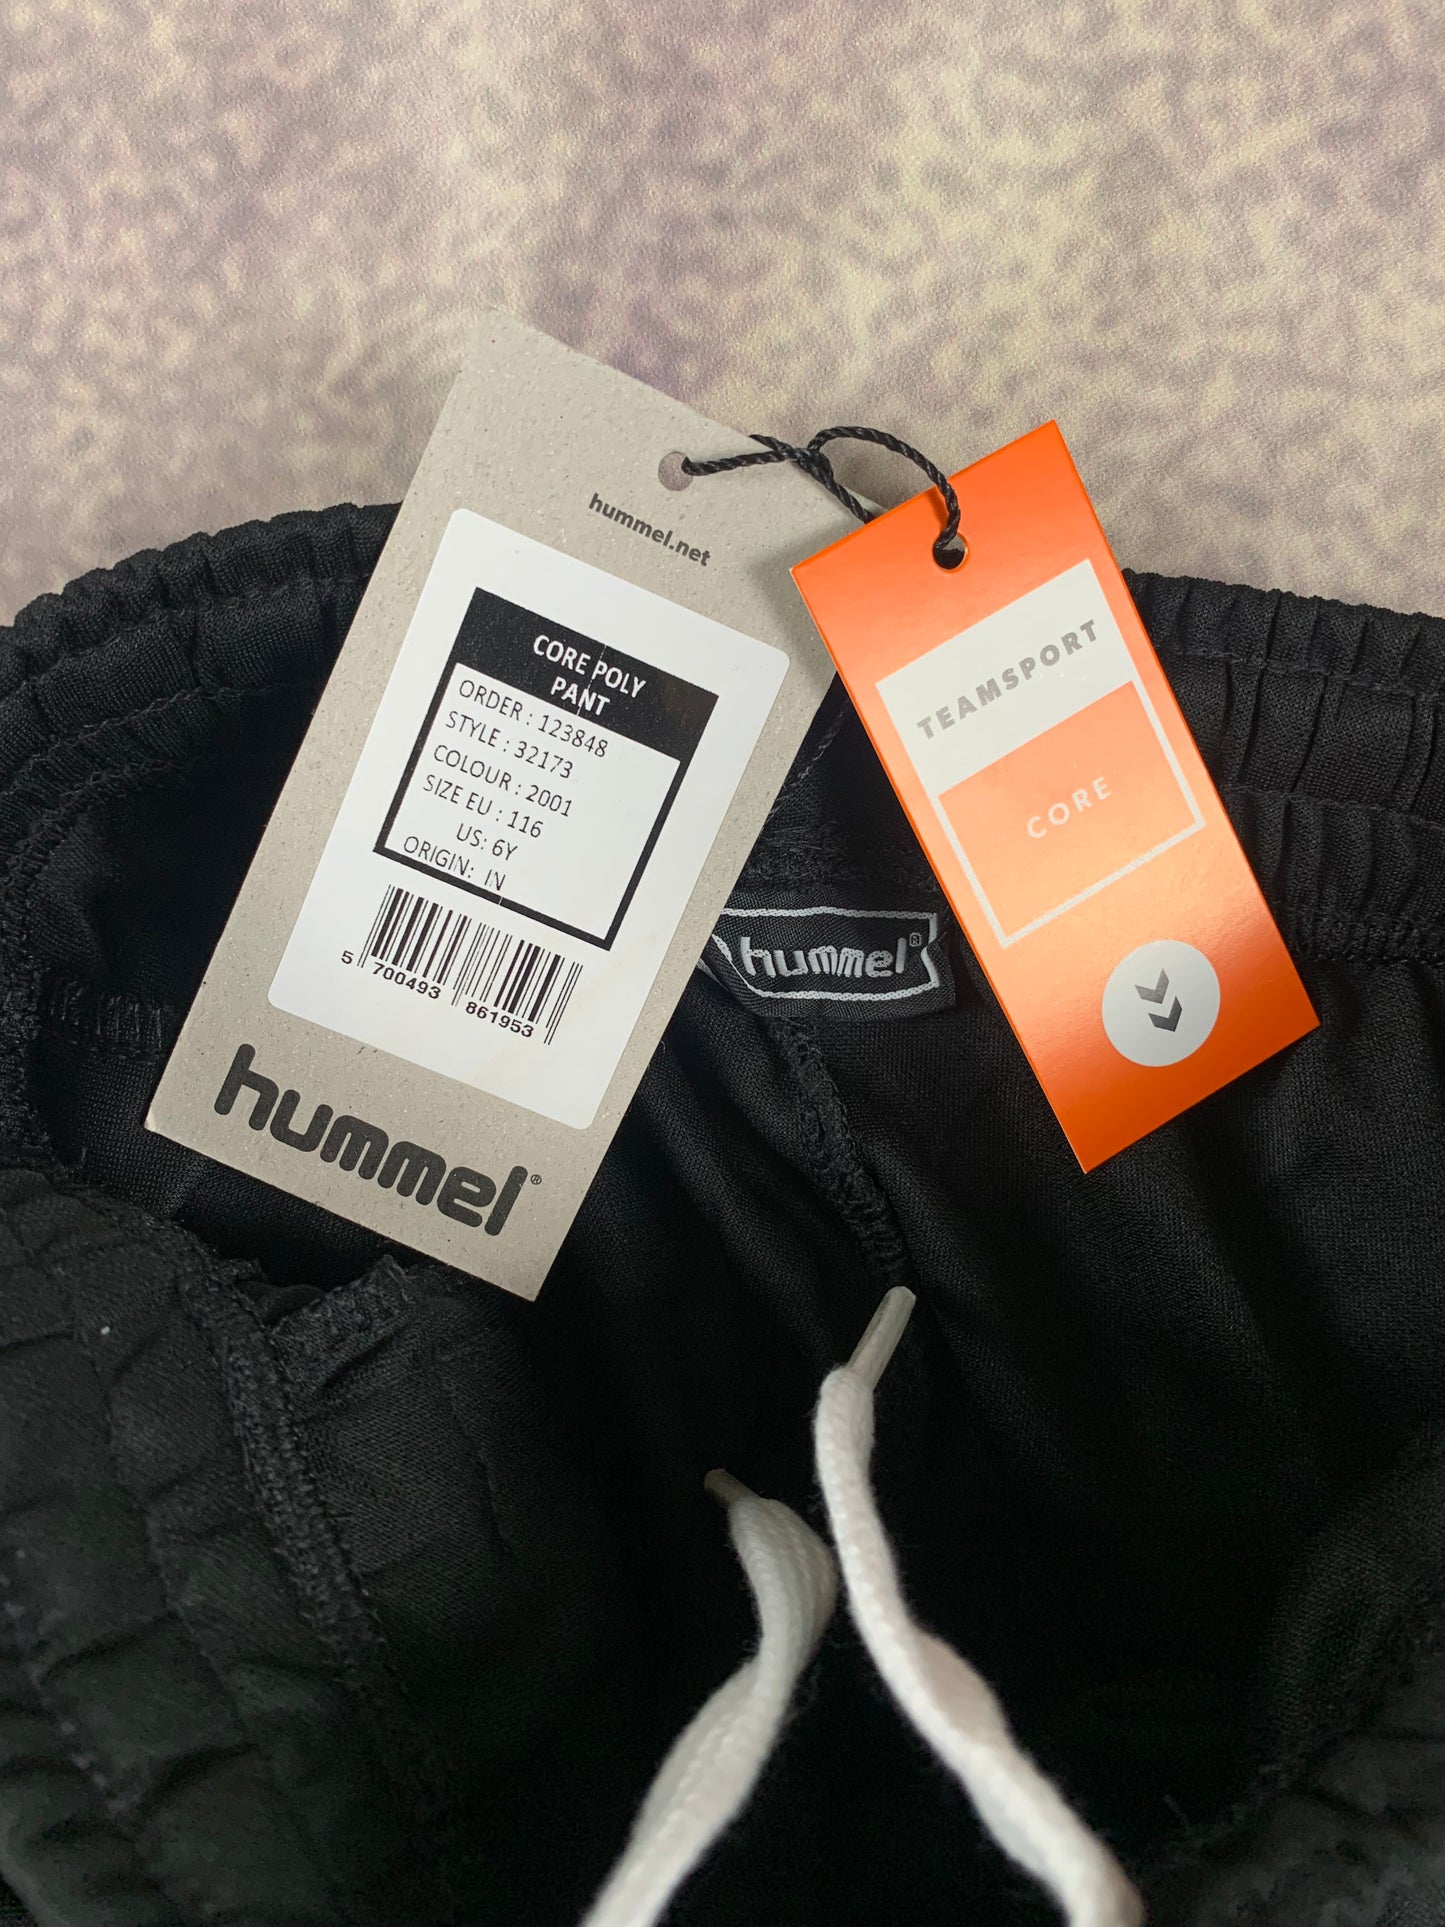 hummel.net
CORE POLY
PANT
ORDER : 123848
STYLE : 32173
COLOUR : 2001
SIZE EU : 116
US: 6Y
ORIGIN: IN
5 700493 861953
hummel®
hummel®
TEAMSPORT
CORE